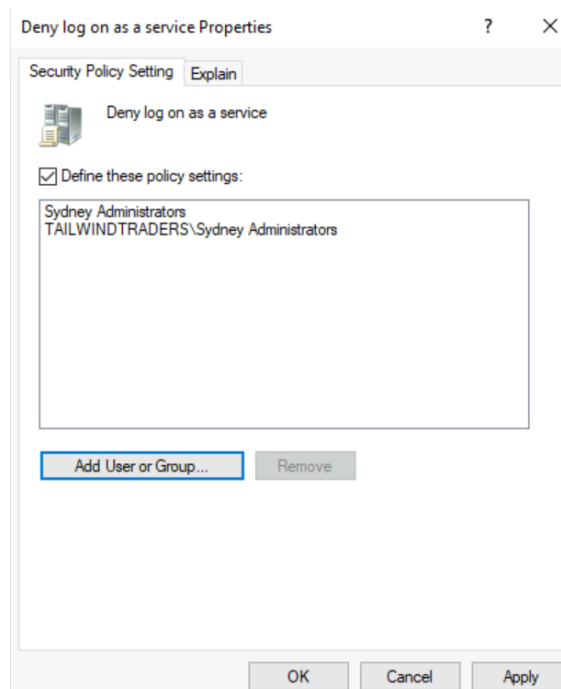 Deny log on as a service Properties ? X
Security Policy Setting Explain
Deny log on as a service
Define these policy settings:
Sydney Administrators
TAILWINDTRADERS\Sydney Administrators
Add User or Group... Remove
OK Cancel Apply